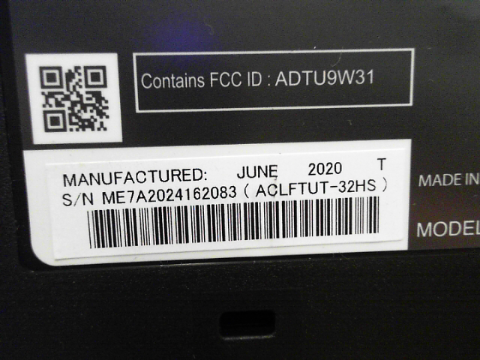 Contains FCC ID : ADTU9W31
MANUFACTURED: JUNE 2020 T
S/N ME7A2024162083 ( ACLFTUT-32HS )
MADE IN
MODEL